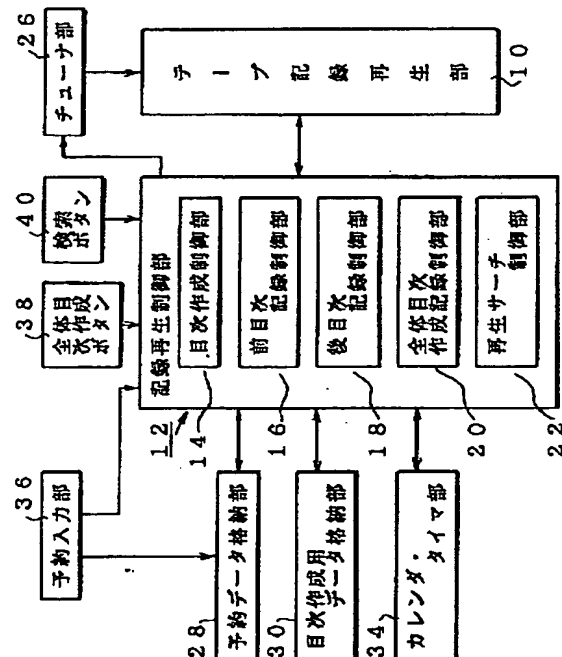 予約入力部
36
全体目
次作成
ボタン
38
検索
ボタン
40
チューナ部
26
記録再生制御部
12
目次作成制御部
14
前目次
記録制御部
16
後目次
記録制御部
18
全体目次
作成記録制御部
20
再生サーチ
制御部
22
テープ記録再生部
10
予約データ格納部
28
目次作成用
データ格納部
30
カレンダ・
タイマ部
34